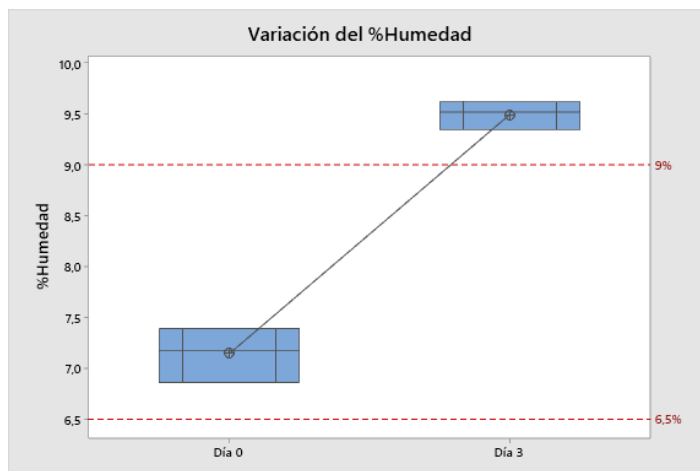 Variación del %Humedad
10,0
9,5
9,0
9%
8,5
%Humedad
8,0
7,5
7,0
6,5
6,5%
Día 0
Día 3